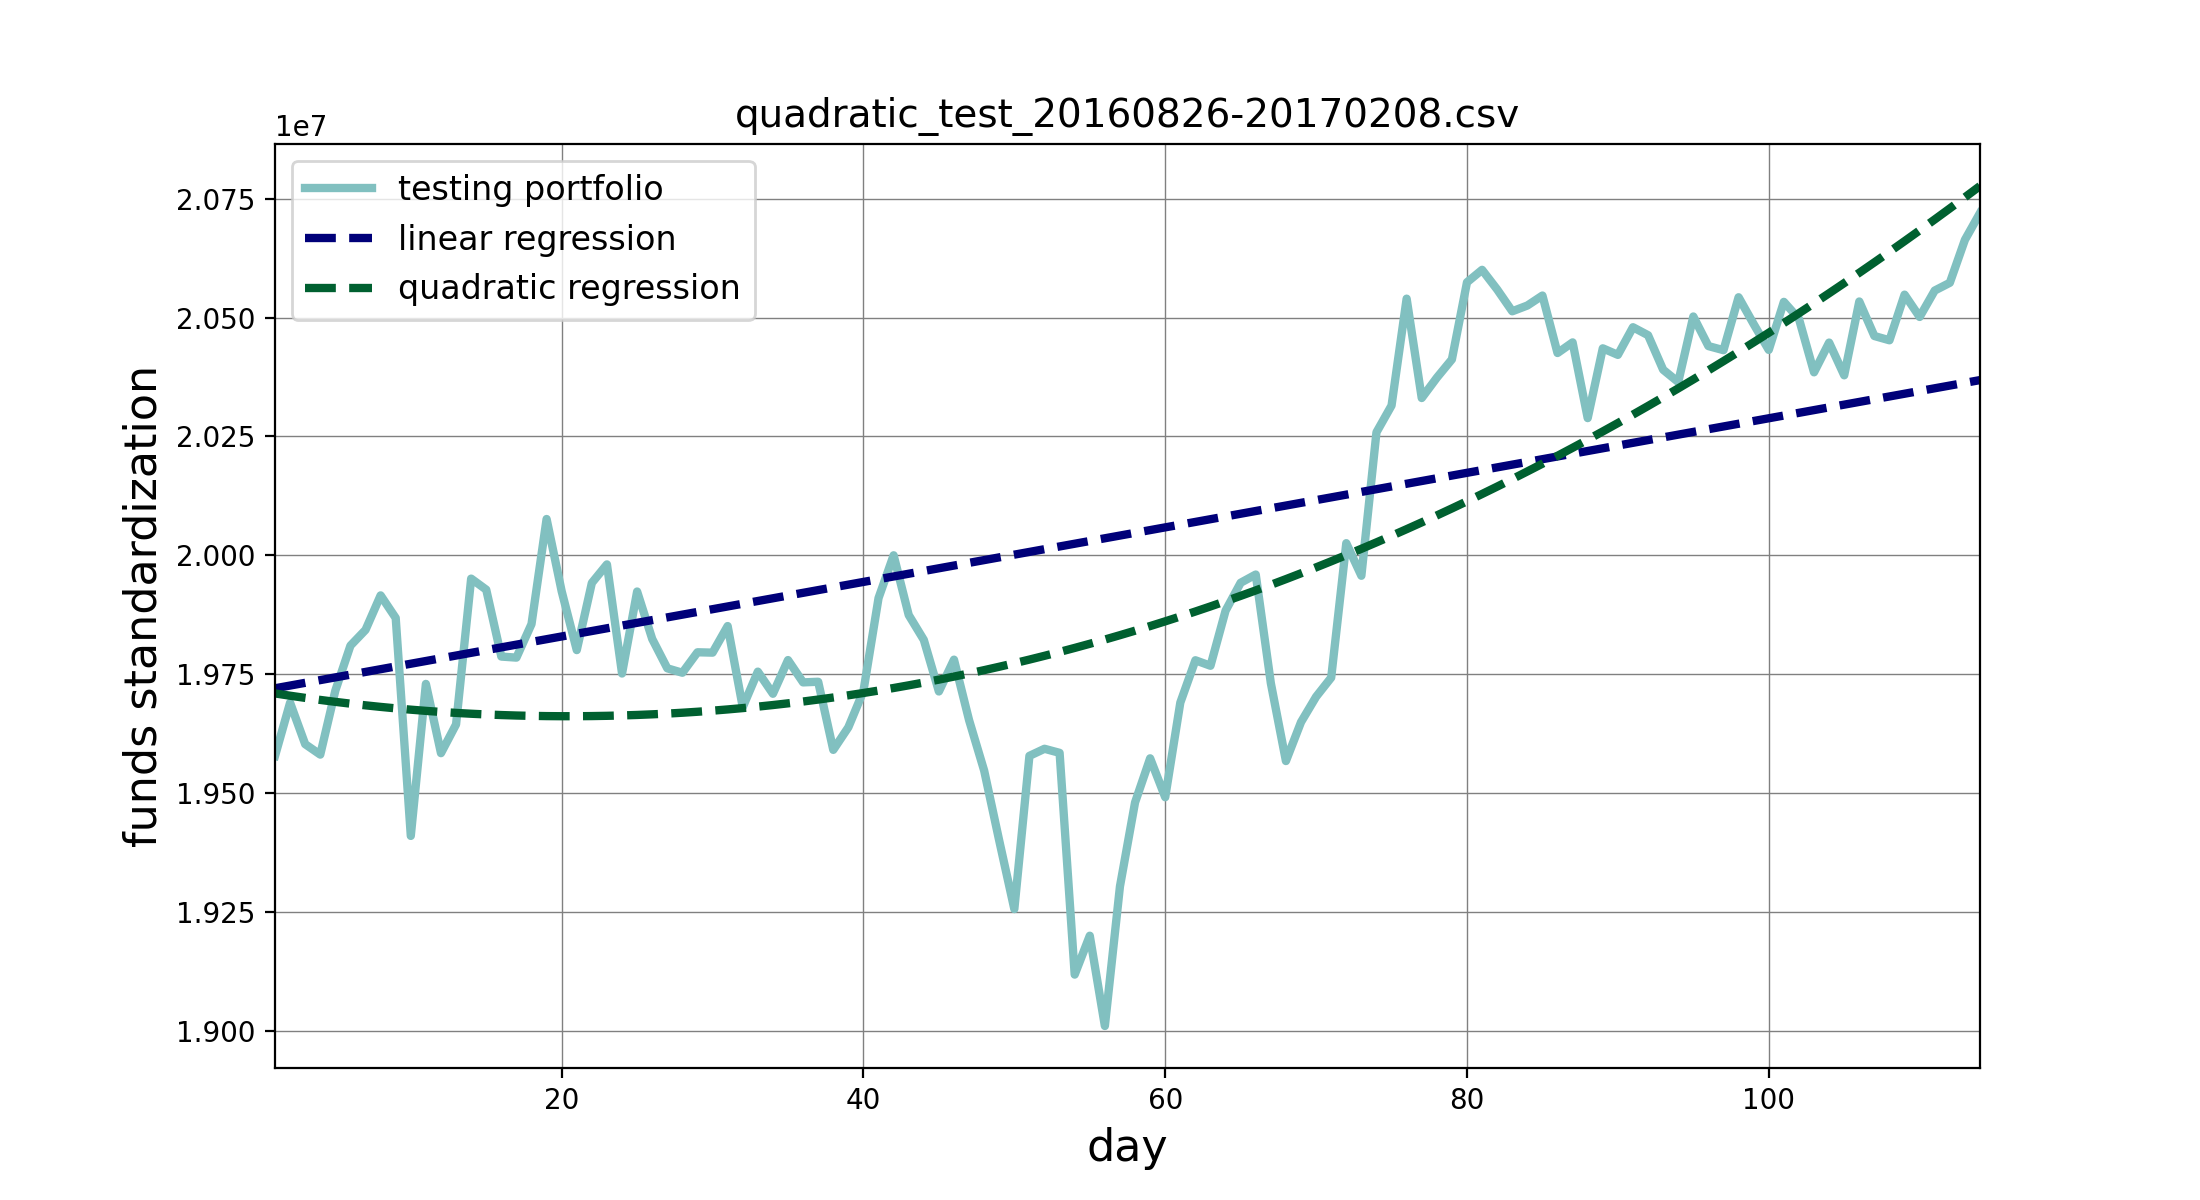 quadratic_test_20160826-20170208.csv
1e7
testing portfolio
linear regression
quadratic regression
2.075
2.050
2.025
2.000
1.975
1.950
1.925
1.900
funds standardization
20 40 60 80 100
day